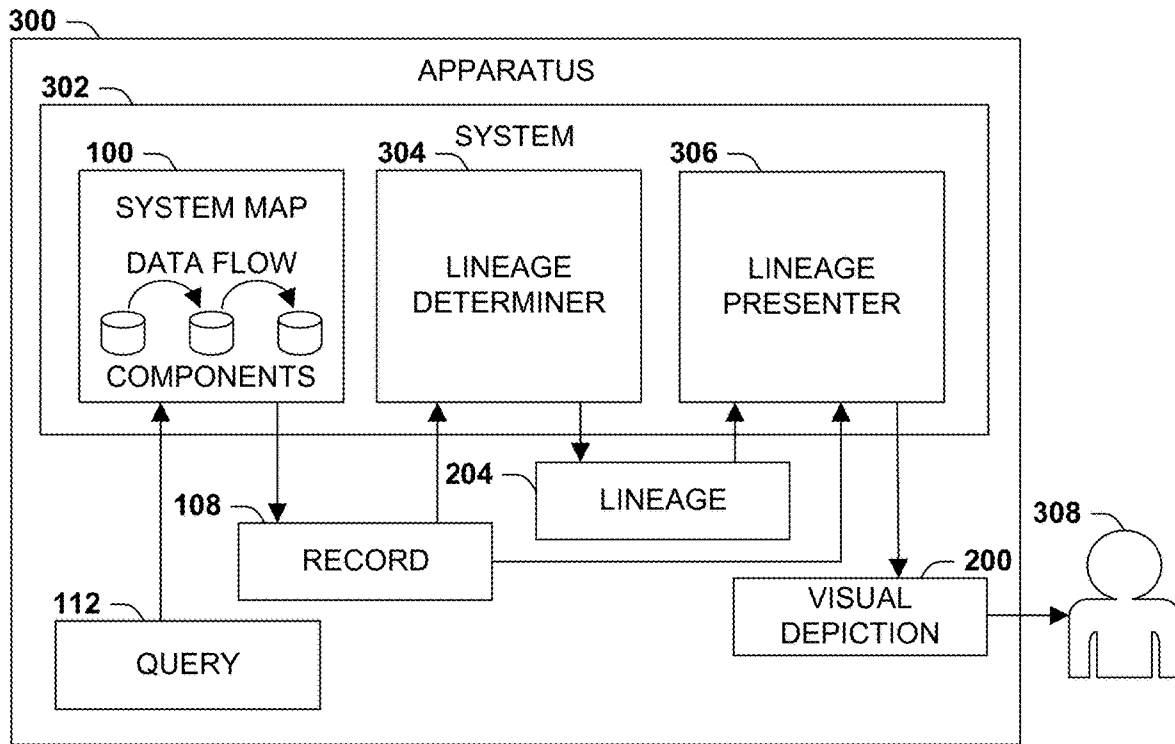 300
APPARATUS
302
SYSTEM
100
304
306
SYSTEM MAP
DATA FLOW
COMPONENTS
LINEAGE
DETERMINER
LINEAGE
PRESENTER
204
LINEAGE
108
RECORD
308
200
VISUAL
DEPICTION
112
QUERY